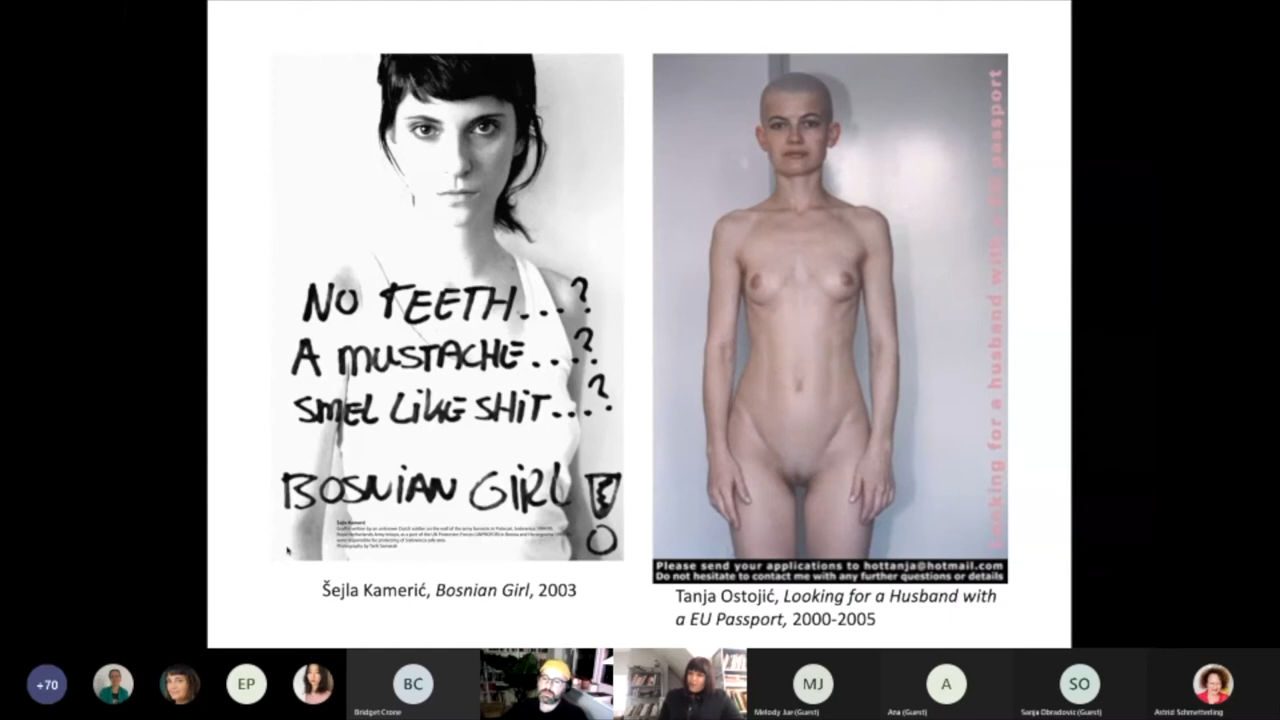 NO TEETH...?
A MUSTACHE...?
SMEL LIKE SHIT...?
BOSNIAN GIRL!
Šejla Kamerić
Šejla Kamerić, Bosnian Girl, 2003
Looking for a husband with a EU passport
Please send your applications to hottanja@hotmail.com
Do not hesitate to contact me with any further questions or details
Tanja Ostojić, Looking for a Husband with
a EU Passport, 2000-2005
+70
EP
BC
Bridget Crone
MJ
Melody Jiar(Guest)
A
Ana (Guest)
SO
Sanja Obradovic(Guest)
Astrid Schmetterling